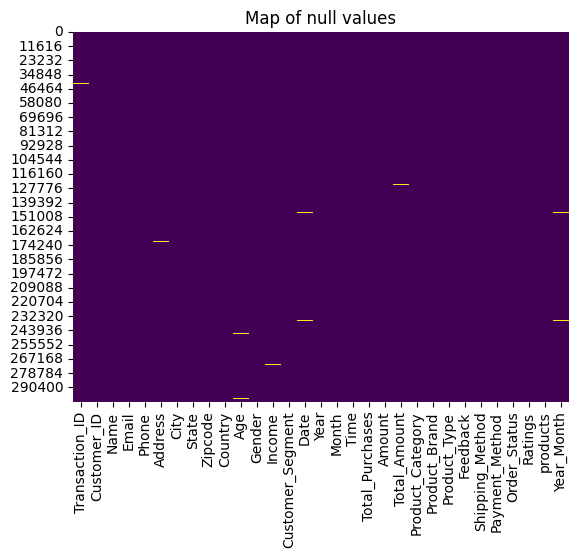 Map of null values
0
11616
23232
34848
46464
58080
69696
81312
92928
104544
116160
127776
139392
151008
162624
174240
185856
197472
209088
220704
232320
243936
255552
267168
278784
290400
Transaction_ID
Customer_ID
Name
Email
Phone
Address
City
State
Zipcode
Country
Age
Gender
Income
Customer_Segment
Date
Year
Month
Time
Total_Purchases
Amount
Total_Amount
Product_Category
Product_Brand
Product_Type
Feedback
Shipping_Method
Payment_Method
Order_Status
Ratings
products
Year_Month